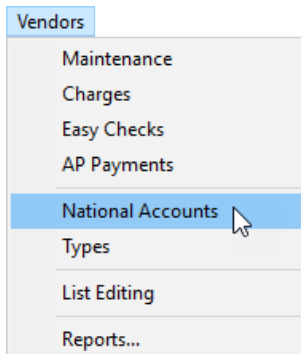 Vendors
Maintenance
Charges
Easy Checks
AP Payments
National Accounts
Types
List Editing
Reports...